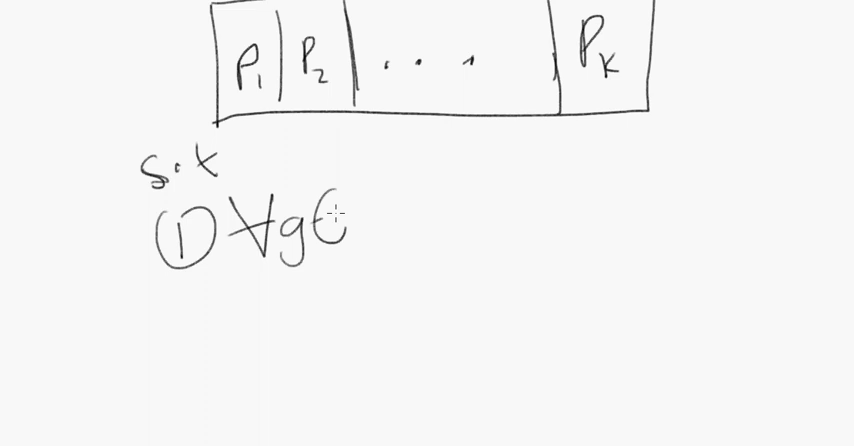 P₁ P₂ . . . Pₖ
s.t
① ∀g∈